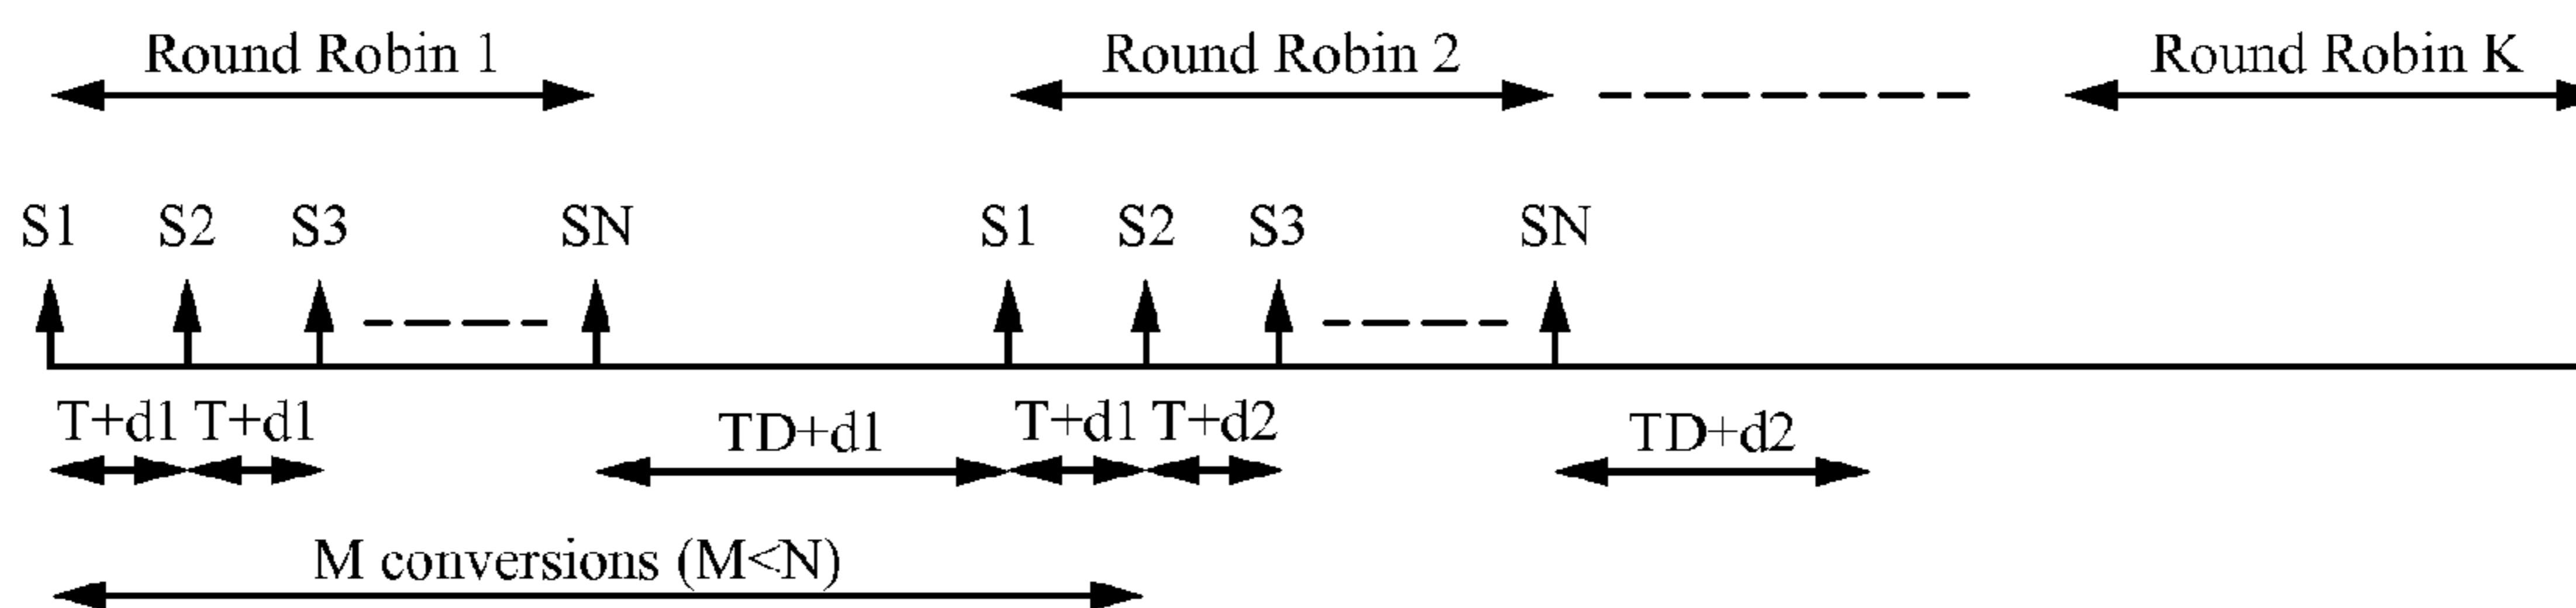 Round Robin 1 Round Robin 2 Round Robin K
S1 S2 S3 SN S1 S2 S3 SN
T+d1 T+d1 TD+d1 T+d1 T+d2 TD+d2
M conversions (M<N)